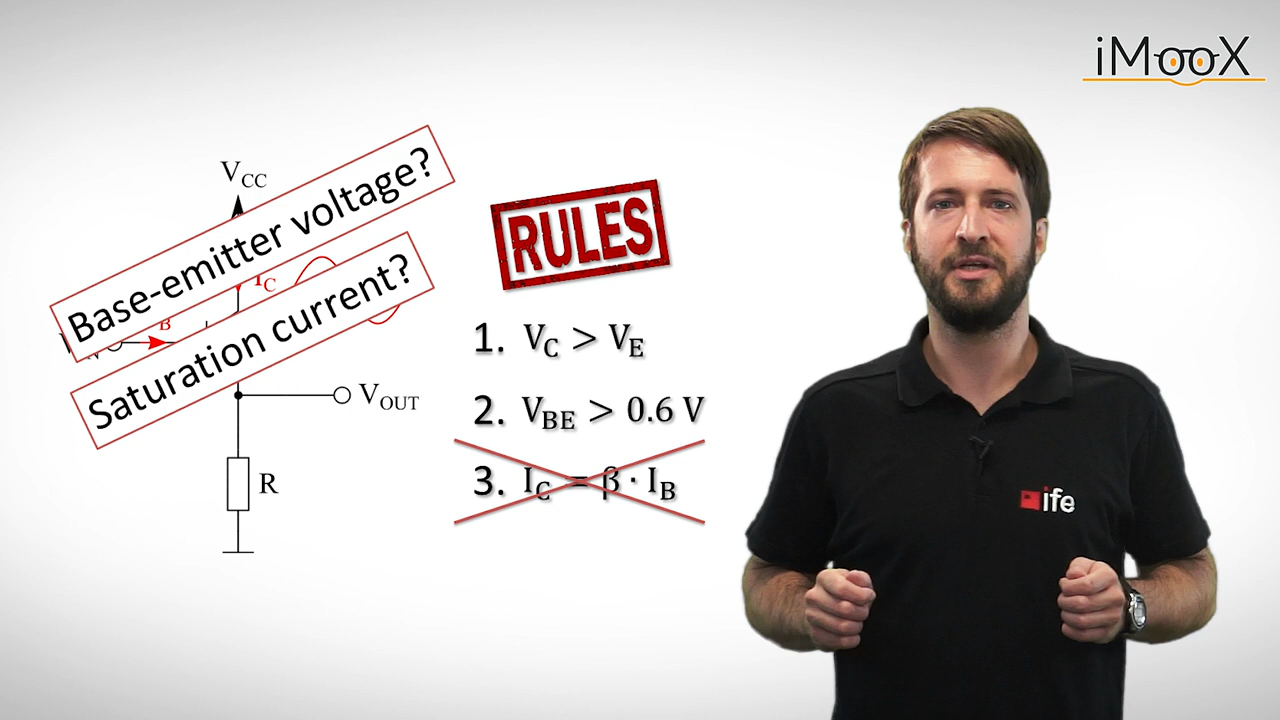 iMooX
V_CC
Base-emitter voltage?
I_C
B
Saturation current?
V_OUT
R
RULES
1. V_C > V_E
2. V_BE > 0.6 V
3. I_C = β · I_B
ife